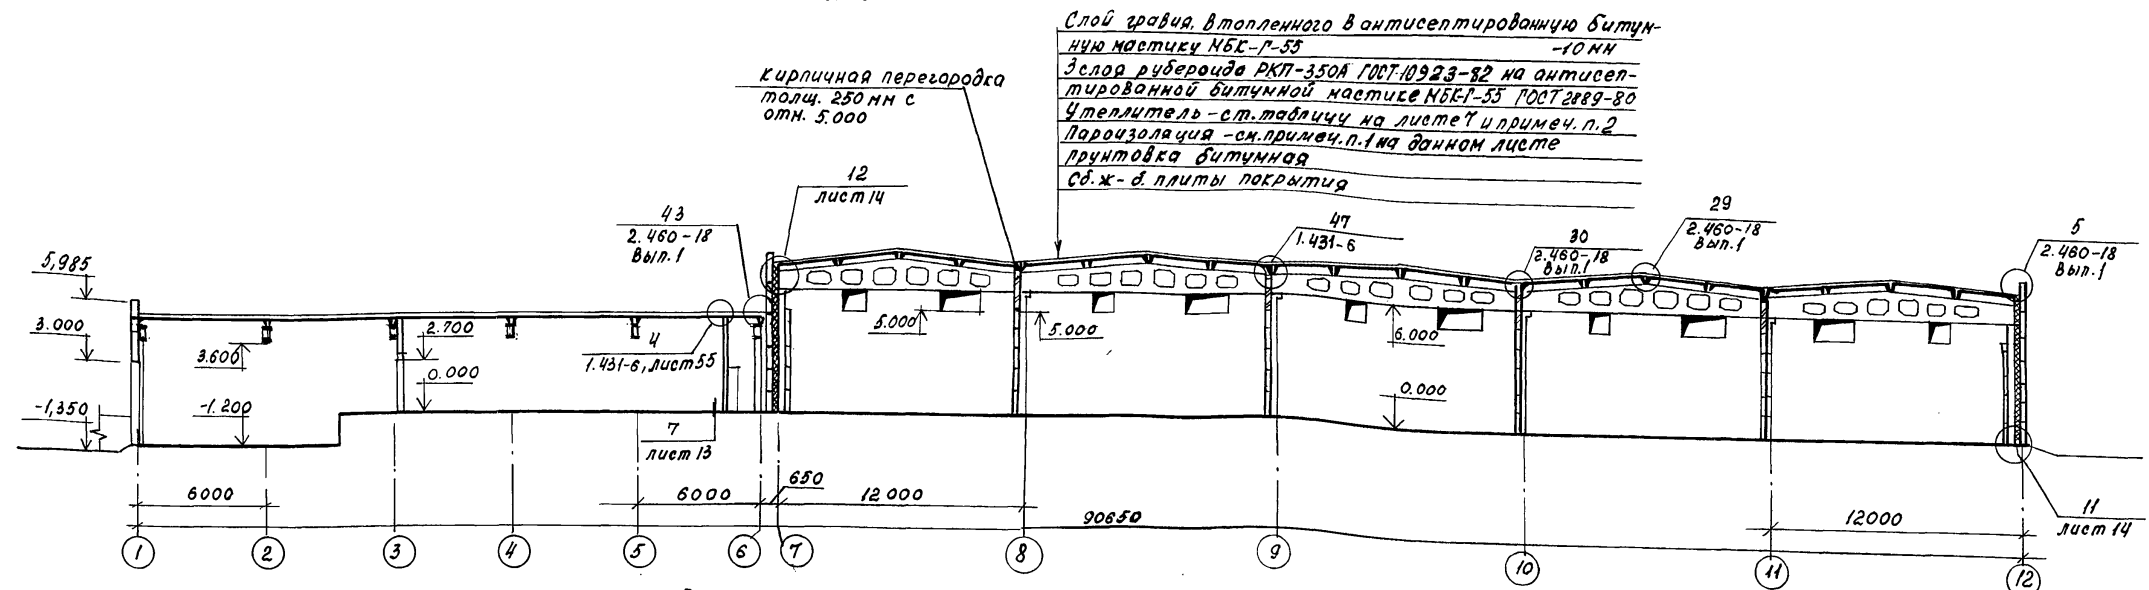 Слой гравия, втопленного в антисептированную битум-
ную мастику МБК-Г-55 -10 мм
3 слоя рубероида РКП-350А ГОСТ-10923-82 на антисеп-
тированной битумной мастике МБК-Г-55 ГОСТ 2889-80
Утеплитель-ст. таблицу на листе 7 и примеч. п.2
Пароизоляция - см. примеч. п.1 на данном листе
грунтовка битумная
Сб. ж-б. плиты покрытия
кирпичная перегородка
толщ. 250 мм с
отм. 5.000
12
лист 14
43
2.460-18
Вып.1
47
1.431-6
30
2.460-18
Вып.1
29
2.460-18
Вып.1
5
2.460-18
Вып.1
5,985
3.000
-1,350
3.600
-1.200
2.700
0.000
4
1.431-6, лист 55
7
лист 13
5.000
5.000
6.000
0.000
11
лист 14
6000
6000
650
12000
90650
12000
1
2
3
4
5
6
7
8
9
10
11
12